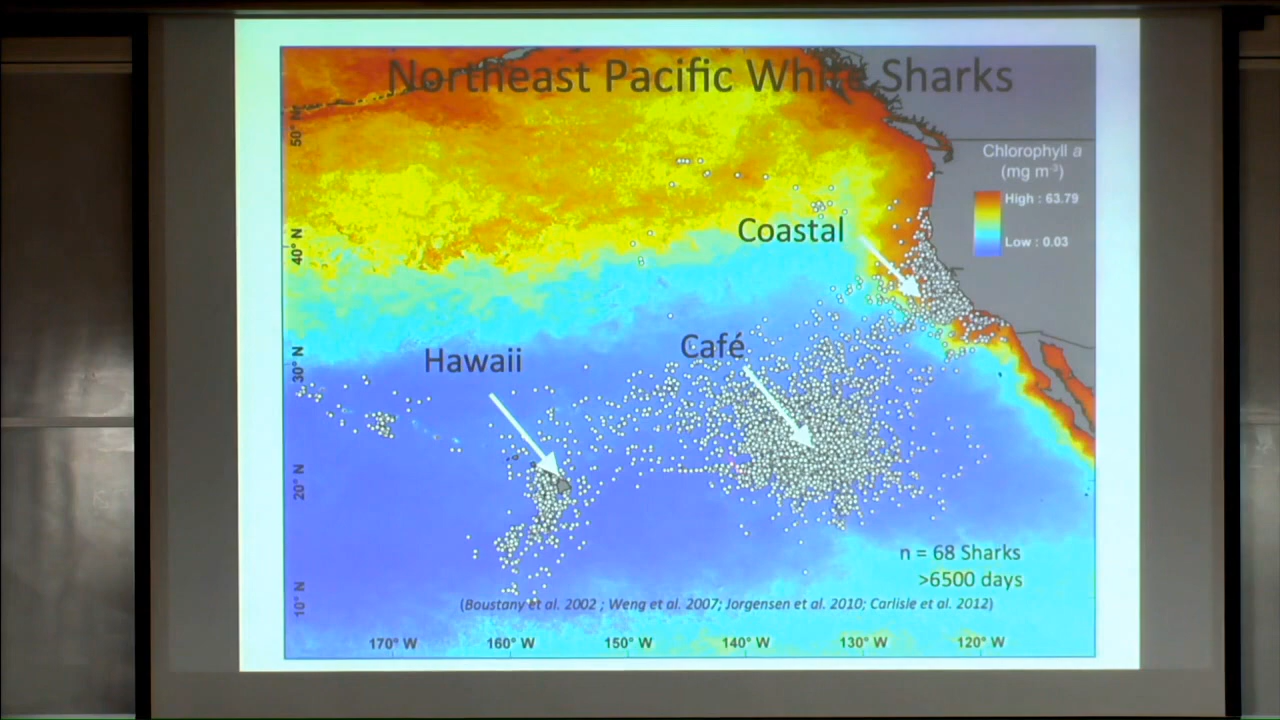 Northeast Pacific White Sharks
50° N
Chlorophyll a
(mg m-3)
High : 63.79
Low : 0.03
Coastal
40° N
Café
Hawaii
30° N
20° N
n = 68 Sharks
>6500 days
10° N
(Boustany et al. 2002 ; Weng et al. 2007; Jorgensen et al. 2010; Carlisle et al. 2012)
170° W 160° W 150° W 140° W 130° W 120° W